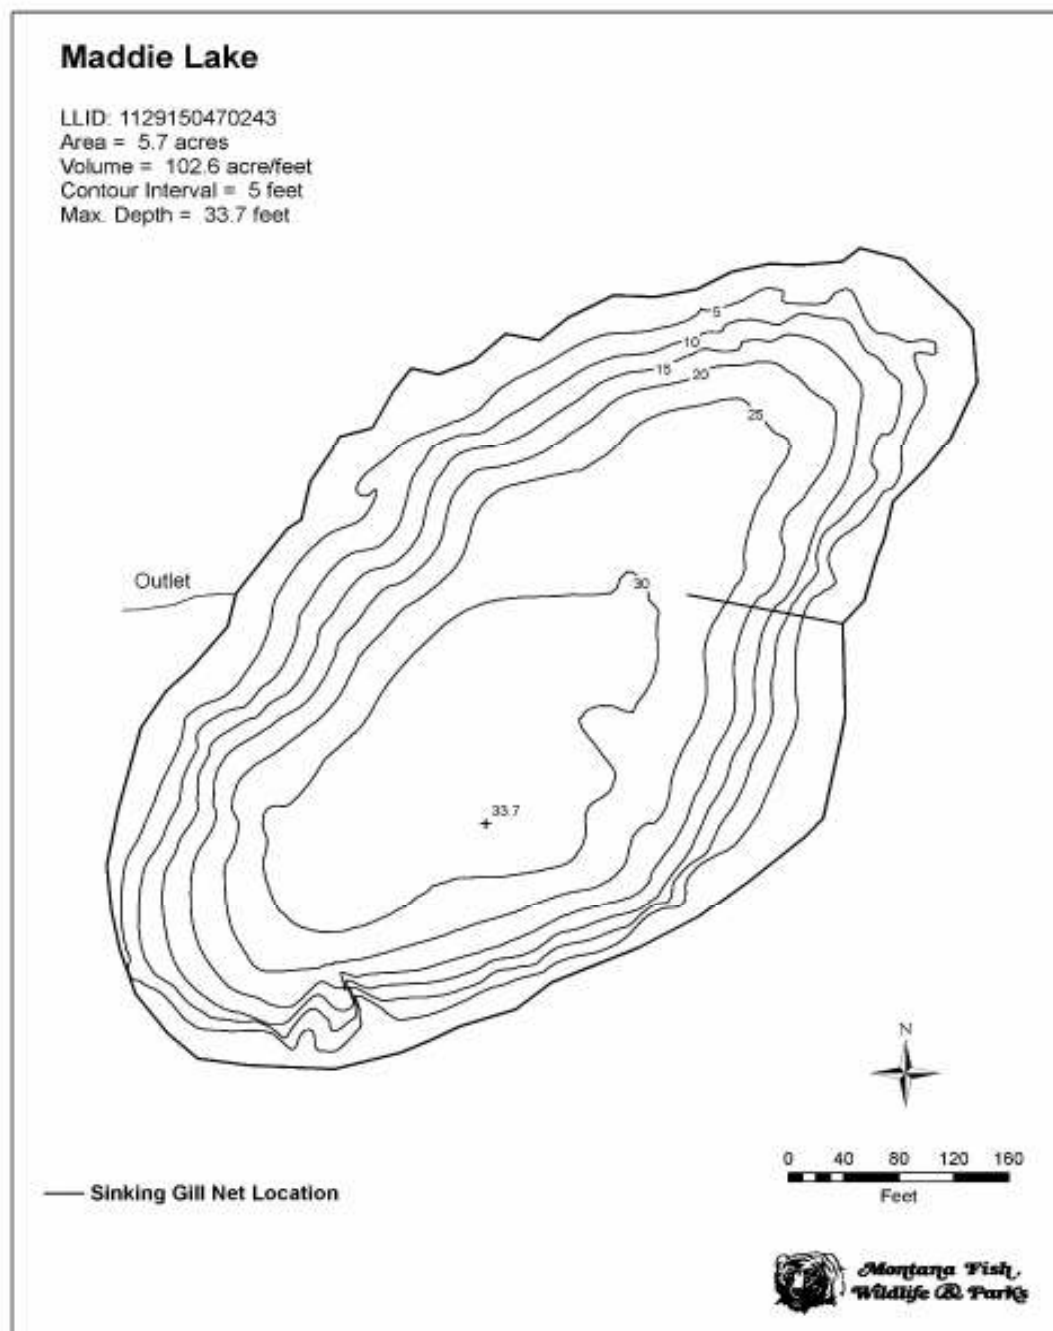 Maddie Lake
LLID: 1129150470243
Area = 5.7 acres
Volume = 102.6 acre/feet
Contour Interval = 5 feet
Max. Depth = 33.7 feet
5
10
15
20
25
Outlet
30
33.7
N
0 40 80 120 160
Feet
Sinking Gill Net Location
Montana Fish,
Wildlife & Parks